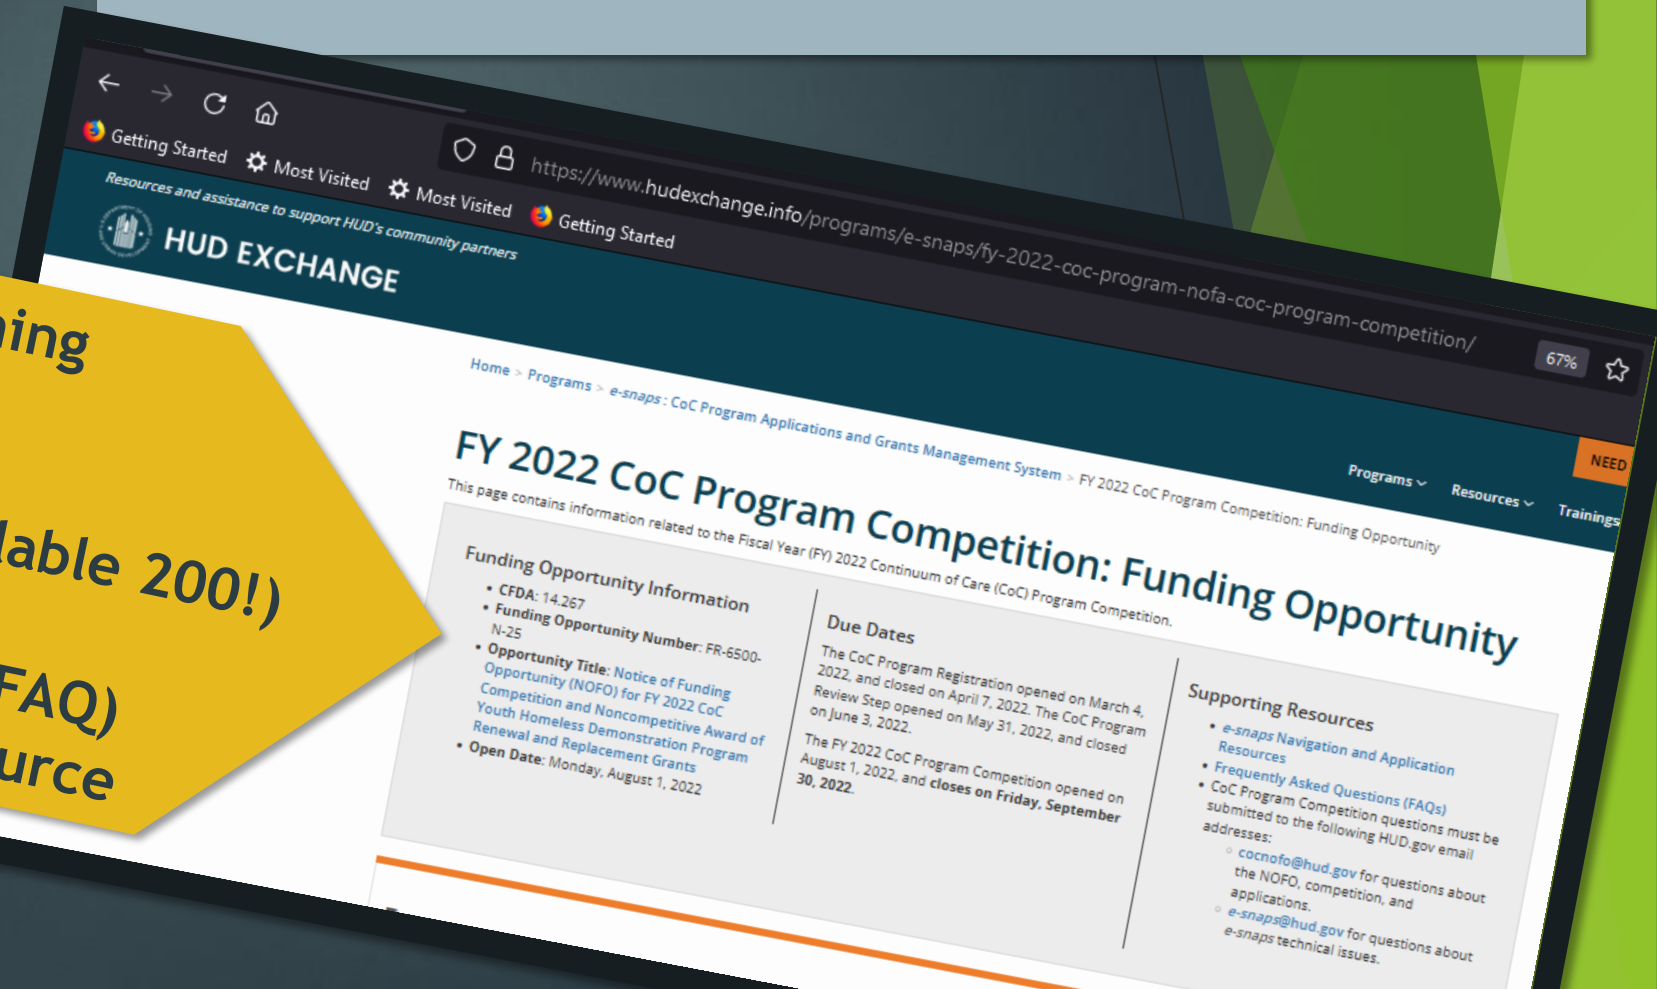 Getting Started
Most Visited
Most Visited
Getting Started
https://www.hudexchange.info/programs/e-snaps/fy-2022-coc-program-nofa-coc-program-competition/
67%
Resources and assistance to support HUD's community partners
HUD EXCHANGE
NEED
Programs
Resources
Trainings
Home > Programs > e-snaps : CoC Program Applications and Grants Management System > FY 2022 CoC Program Competition: Funding Opportunity
FY 2022 CoC Program Competition: Funding Opportunity
This page contains information related to the Fiscal Year (FY) 2022 Continuum of Care (CoC) Program Competition.
Funding Opportunity Information
• CFDA: 14.267
• Funding Opportunity Number: FR-6500-
N-25
• Opportunity Title: Notice of Funding
Opportunity (NOFO) for FY 2022 CoC
Competition and Noncompetitive Award of
Youth Homeless Demonstration Program
Renewal and Replacement Grants
• Open Date: Monday, August 1, 2022
Due Dates
The CoC Program Registration opened on March 4,
2022, and closed on April 7, 2022. The CoC Program
Review Step opened on May 31, 2022, and closed
on June 3, 2022.
The FY 2022 CoC Program Competition opened on
August 1, 2022, and closes on Friday, September
30, 2022.
Supporting Resources
• e-snaps Navigation and Application
Resources
• Frequently Asked Questions (FAQs)
• CoC Program Competition questions must be
submitted to the following HUD.gov email
addresses:
○ cocnofo@hud.gov for questions about
the NOFO, competition, and
applications.
○ e-snaps@hud.gov for questions about
e-snaps technical issues.
ning
lable 200!)
FAQ)
urce